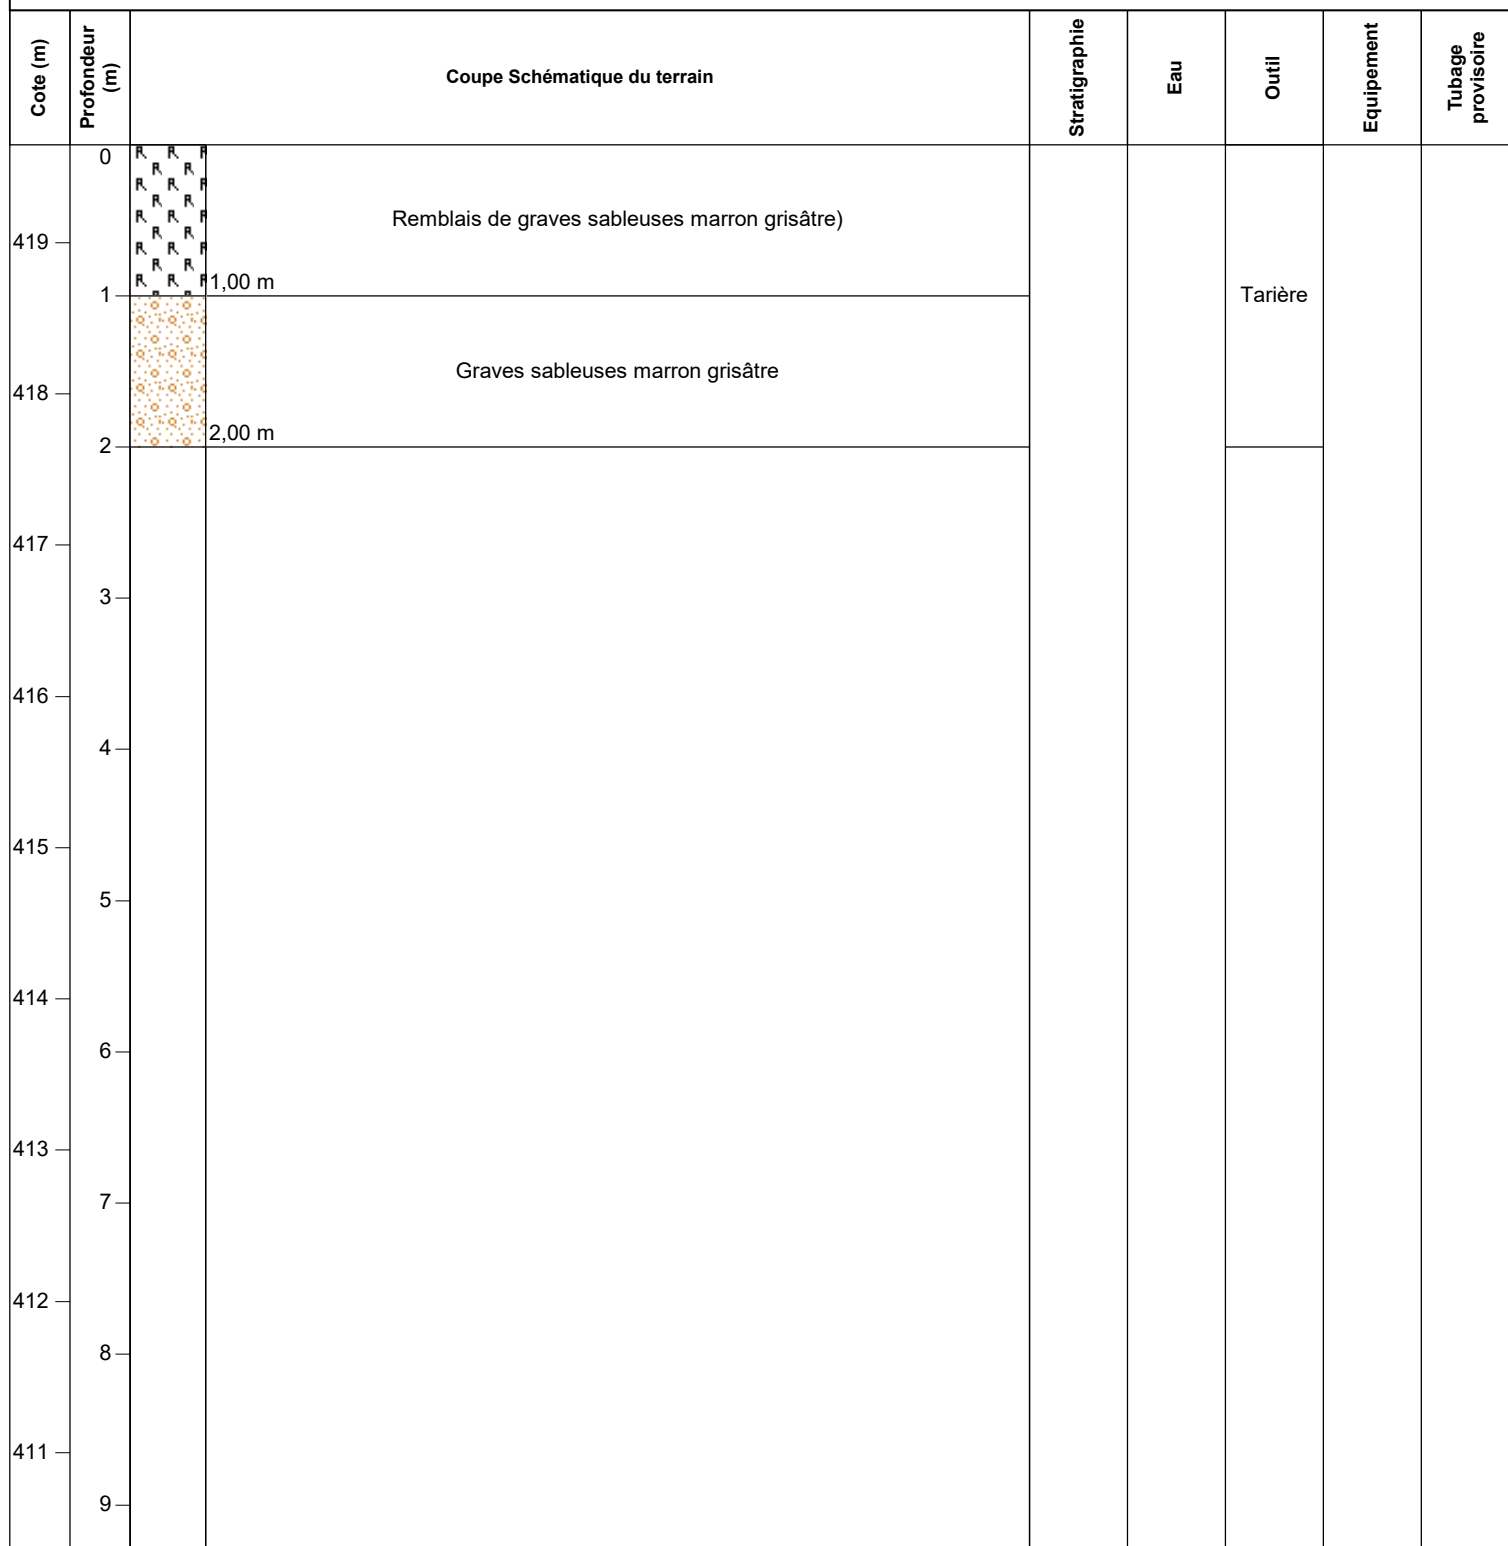 Cote (m)
Profondeur
(m)
Coupe Schématique du terrain
Stratigraphie
Eau
Outil
Equipement
Tubage
provisoire
0
Remblais de graves sableuses marron grisâtre)
419
1,00 m
1
Tarière
Graves sableuses marron grisâtre
418
2,00 m
2
417
3
416
4
415
5
414
6
413
7
412
8
411
9